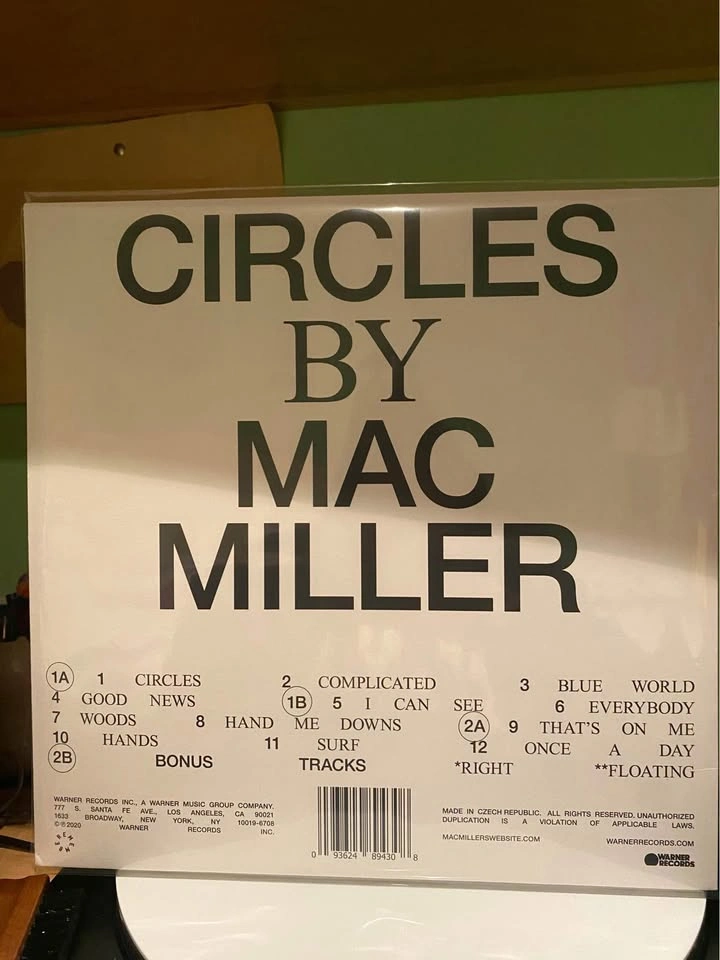 CIRCLES
BY
MAC
MILLER
1A 1 CIRCLES 2 COMPLICATED 3 BLUE WORLD
4 GOOD NEWS 1B 5 I CAN SEE 6 EVERYBODY
7 WOODS 8 HAND ME DOWNS 2A 9 THAT'S ON ME
10 HANDS 11 SURF 12 ONCE A DAY
2B BONUS TRACKS *RIGHT **FLOATING
WARNER RECORDS INC., A WARNER MUSIC GROUP COMPANY.
777 S. SANTA FE AVE., LOS ANGELES, CA 90021
1633 BROADWAY, NEW YORK, NY 10019-6708
©℗ 2020 WARNER RECORDS INC.
0 93624 89430 8
MADE IN CZECH REPUBLIC. ALL RIGHTS RESERVED. UNAUTHORIZED
DUPLICATION IS A VIOLATION OF APPLICABLE LAWS.
MACMILLERSWEBSITE.COM WARNERRECORDS.COM
WARNER
RECORDS